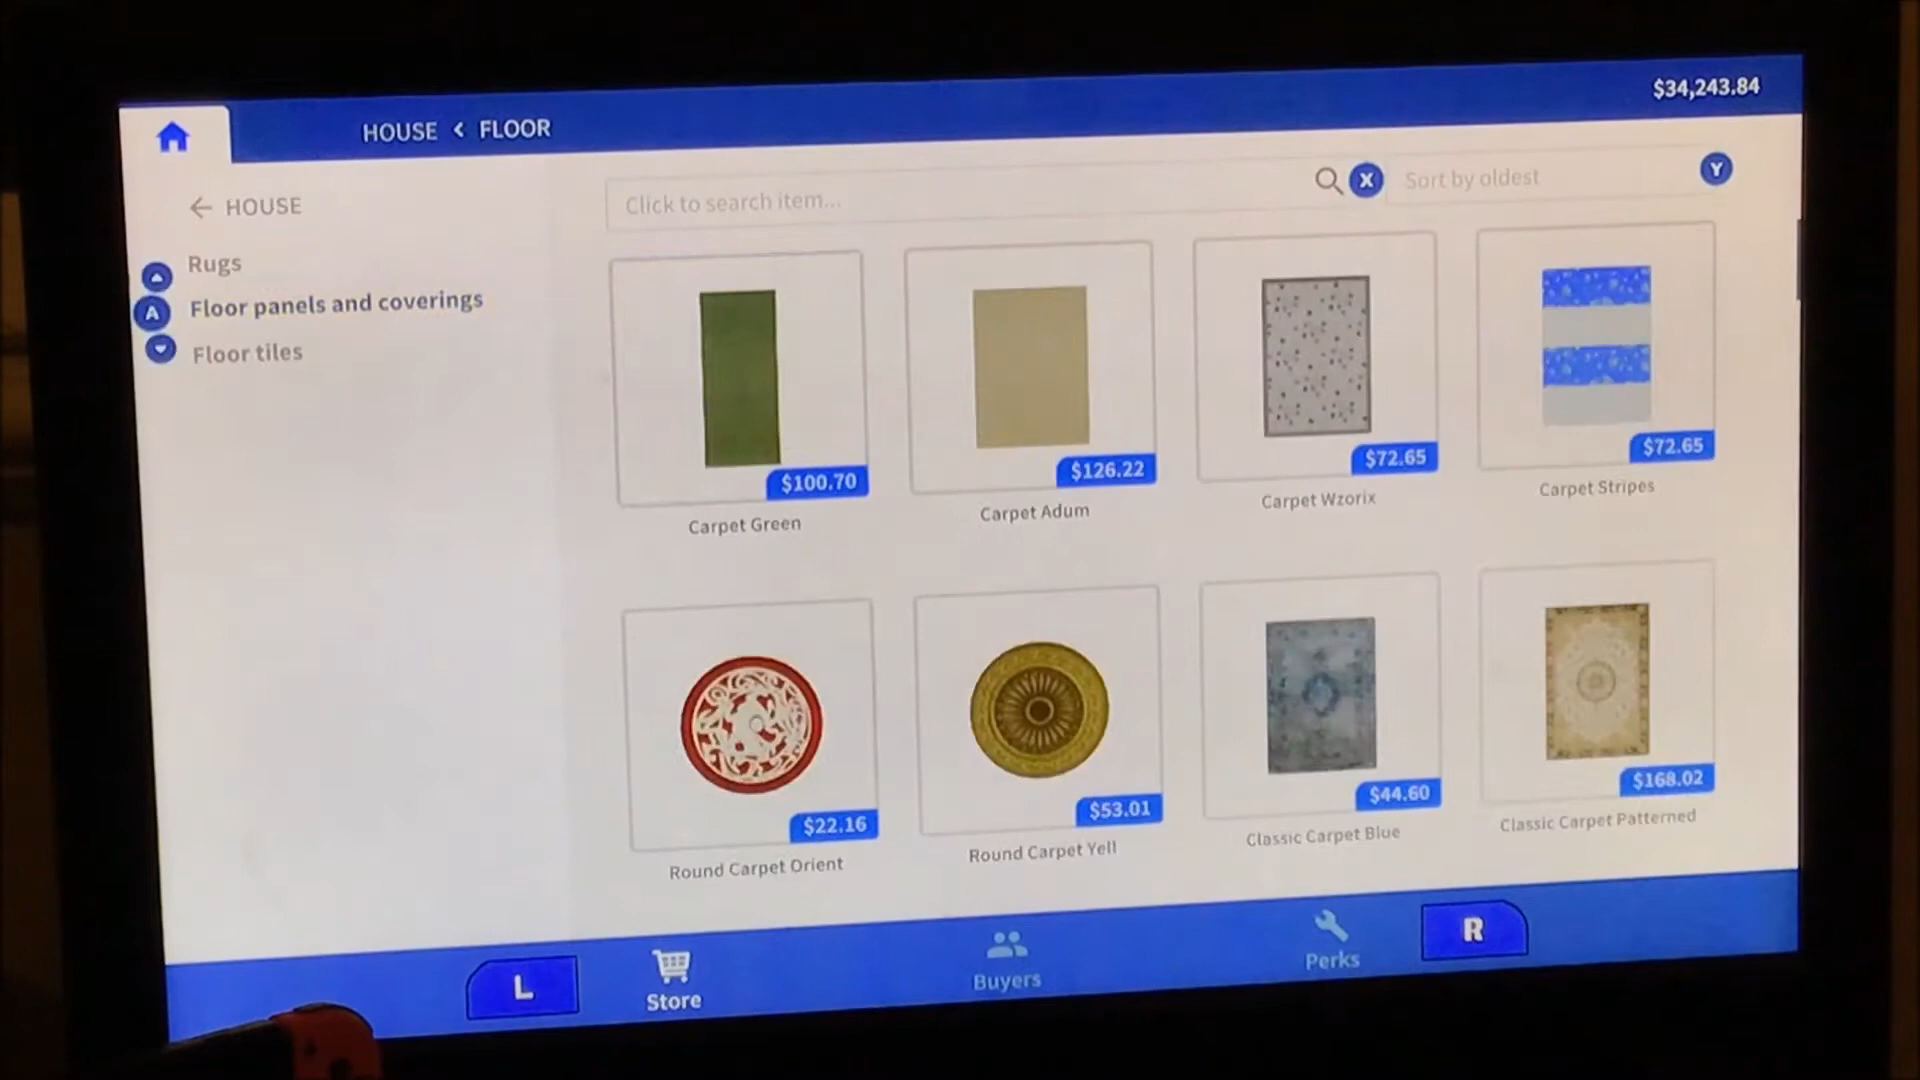 $34,243.84
HOUSE < FLOOR
HOUSE
Click to search item...
X
Sort by oldest
Y
Rugs
A
Floor panels and coverings
Floor tiles
$100.70
$126.22
$72.65
$72.65
Carpet Green
Carpet Adum
Carpet Wzorix
Carpet Stripes
$22.16
$53.01
$44.60
$168.02
Round Carpet Orient
Round Carpet Yell
Classic Carpet Blue
Classic Carpet Patterned
L
Store
Buyers
Perks
R